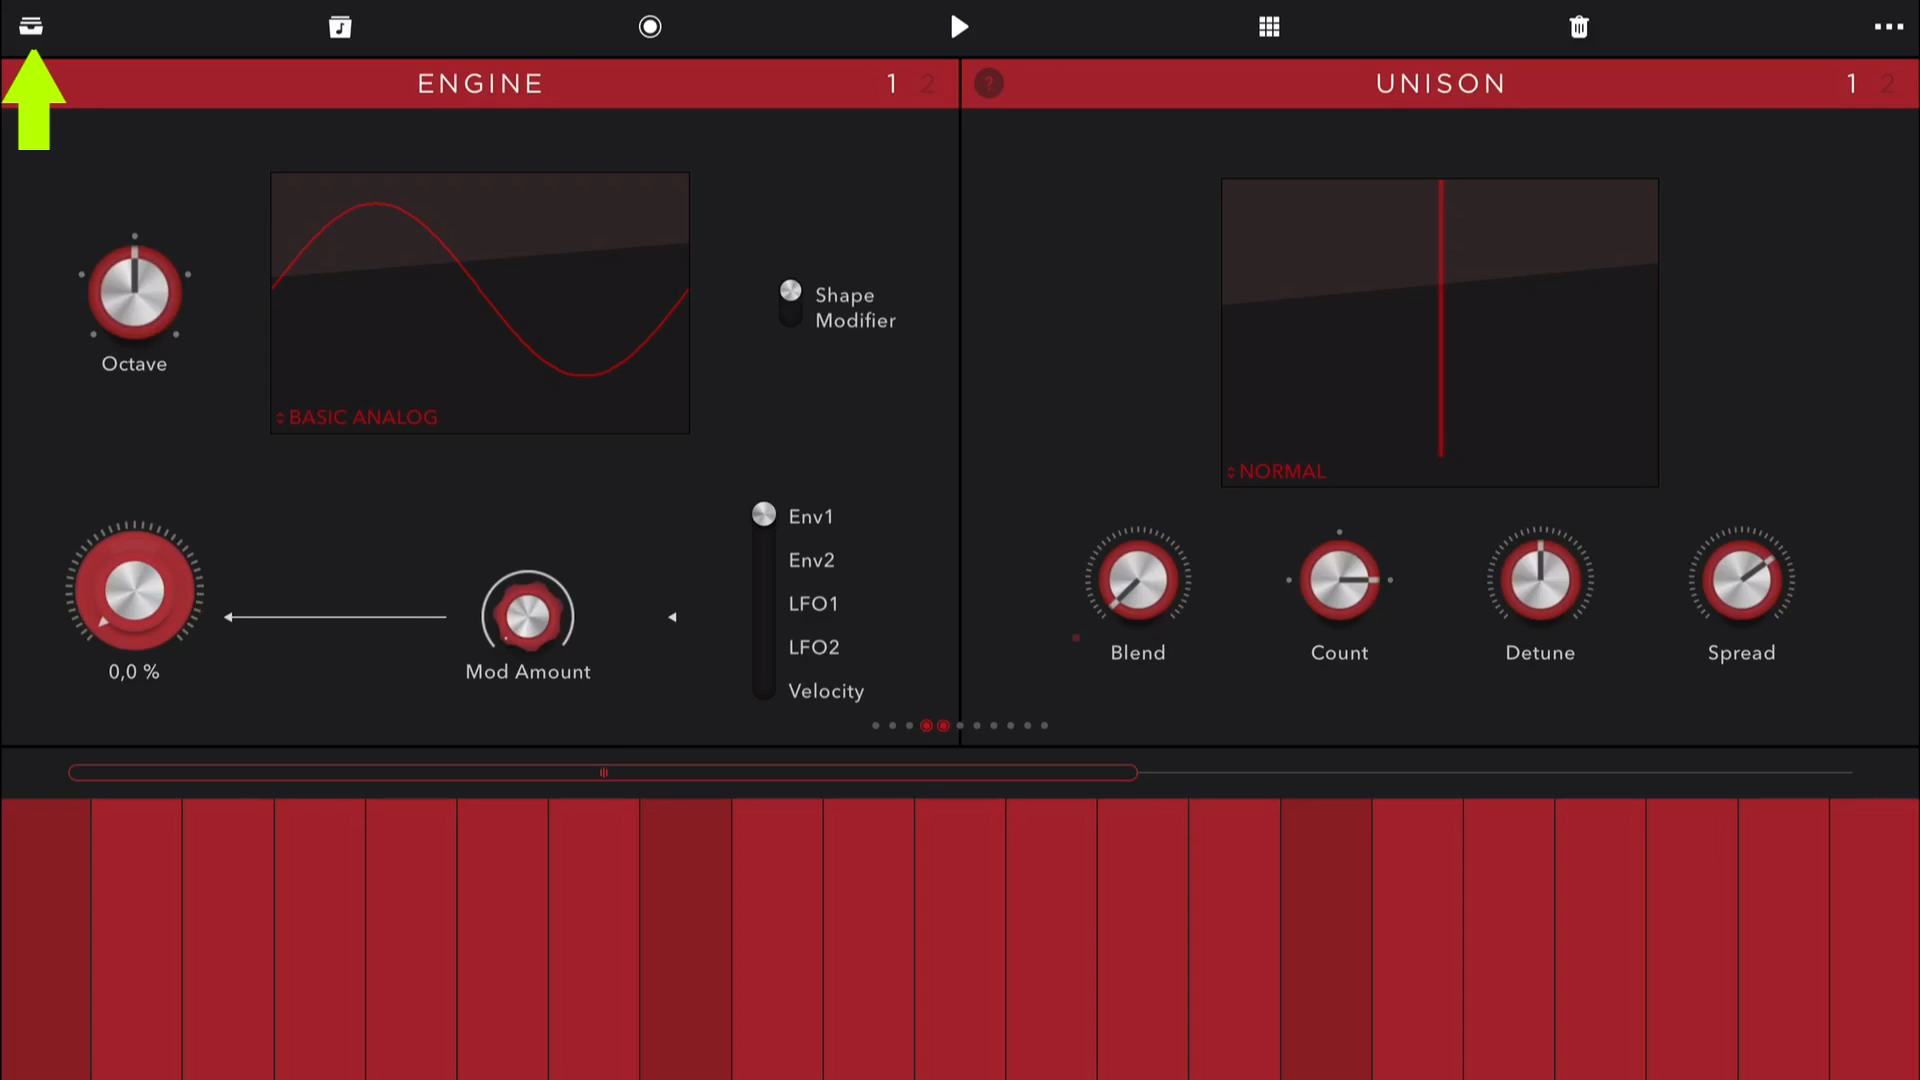 ENGINE
1 2
?
UNISON
1 2
Octave
BASIC ANALOG
Shape
Modifier
NORMAL
0,0 %
Mod Amount
Env1
Env2
LFO1
LFO2
Velocity
Blend
Count
Detune
Spread